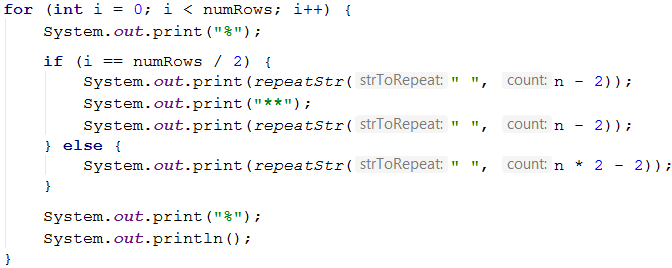 for (int i = 0; i < numRows; i++) {
    System.out.print("%");
    if (i == numRows / 2) {
        System.out.print(repeatStr( strToRepeat: " ", count: n - 2));
        System.out.print("**");
        System.out.print(repeatStr( strToRepeat: " ", count: n - 2));
    } else {
        System.out.print(repeatStr( strToRepeat: " ", count: n * 2 - 2));
    }
    System.out.print("%");
    System.out.println();
}